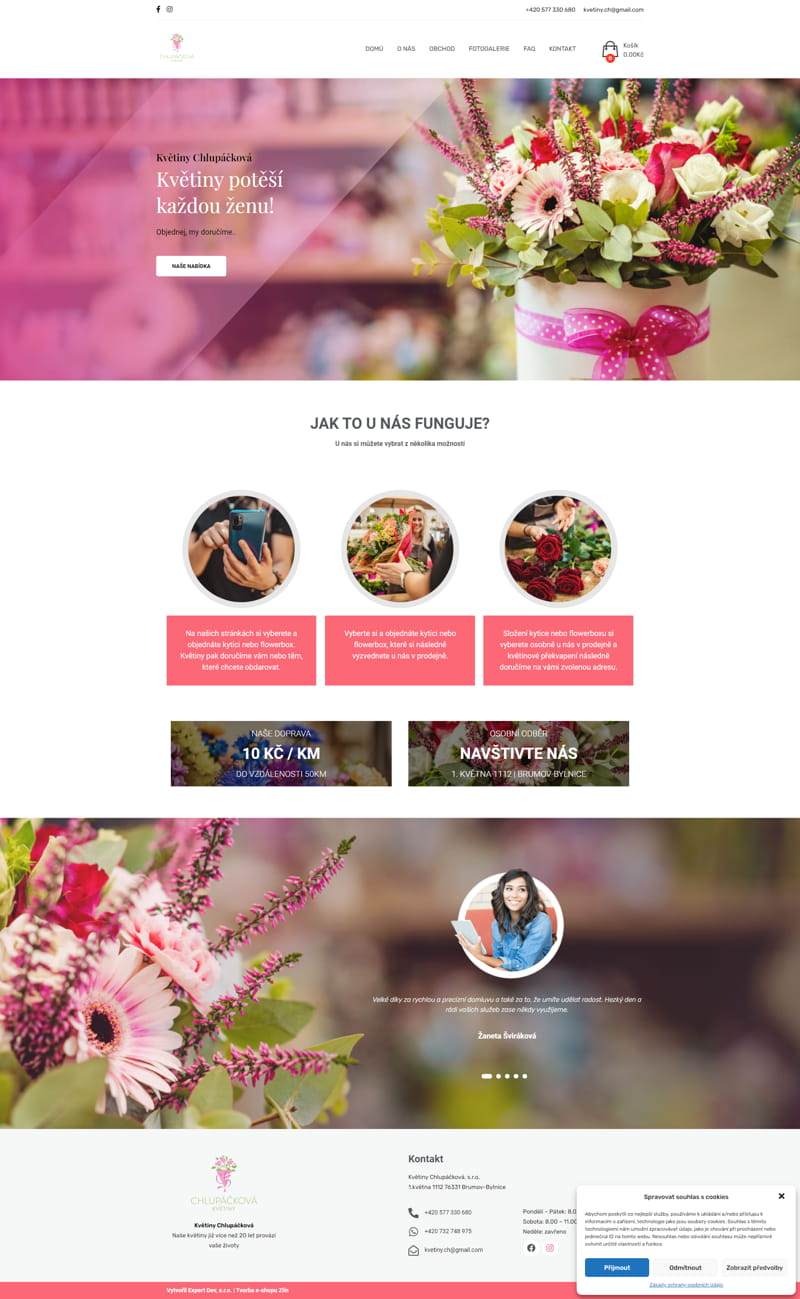 +420 577 330 680 kvetiny.ch@gmail.com
CHLUPÁČKOVÁ
DOMŮ O NÁS OBCHOD FOTOGALERIE FAQ KONTAKT
Košík
0.00Kč
0
Květiny Chlupáčková
Květiny potěší
každou ženu!
Objednej, my doručíme..
NAŠE NABÍDKA
JAK TO U NÁS FUNGUJE?
U nás si můžete vybrat z několika možností
Na našich stránkách si vyberete a
objednáte kytici nebo flowerbox.
Květiny pak doručíme vám nebo těm,
které chcete obdarovat.
Vyberte si a objednáte kytici nebo
flowerbox, které si následně
vyzvednete u nás v prodejně.
Složení kytice nebo flowerboxu si
vyberete osobně u nás v prodejně a
květinové překvapení následně
doručíme na vámi zvolenou adresu.
NAŠE DOPRAVA
10 KČ / KM
DO VZDÁLENOSTI 50KM
OSOBNÍ ODBĚR
NAVŠTIVTE NÁS
1. KVĚTNA 1112 | BRUMOV BYLNICE
Velké díky za rychlou a precizní domluvu a také za to, že umíte udělat radost. Hezký den a
rádi vašich služeb zase někdy využijeme.
Žaneta Šviráková
CHLUPÁČKOVÁ
KVĚTINY
Květiny Chlupáčková
Naše květiny již více než 20 let provází
vaše životy
Kontakt
Květiny Chlupáčková, s.r.o.
1.května 1112 76331 Brumov-Bylnice
+420 577 330 680
+420 732 748 975
kvetiny.ch@gmail.com
Pondělí – Pátek: 8.0
Sobota: 8.00 – 11.00
Neděle: zavřeno
Spravovat souhlas s cookies
Abychom poskytli co nejlepší služby, používáme k ukládání a/nebo přístupu k
informacím o zařízení, technologie jako jsou soubory cookies. Souhlas s těmito
technologiemi nám umožní zpracovávat údaje, jako je chování při procházení nebo
jedinečná ID na tomto webu. Nesouhlas nebo odvolání souhlasu může nepříznivě
ovlivnit určité vlastnosti a funkce.
Příjmout Odmítnout Zobrazit předvolby
Zásady ochrany osobních údajů
Vytvořil Expert Dev, s.r.o. | Tvorba e-shopu Zlín